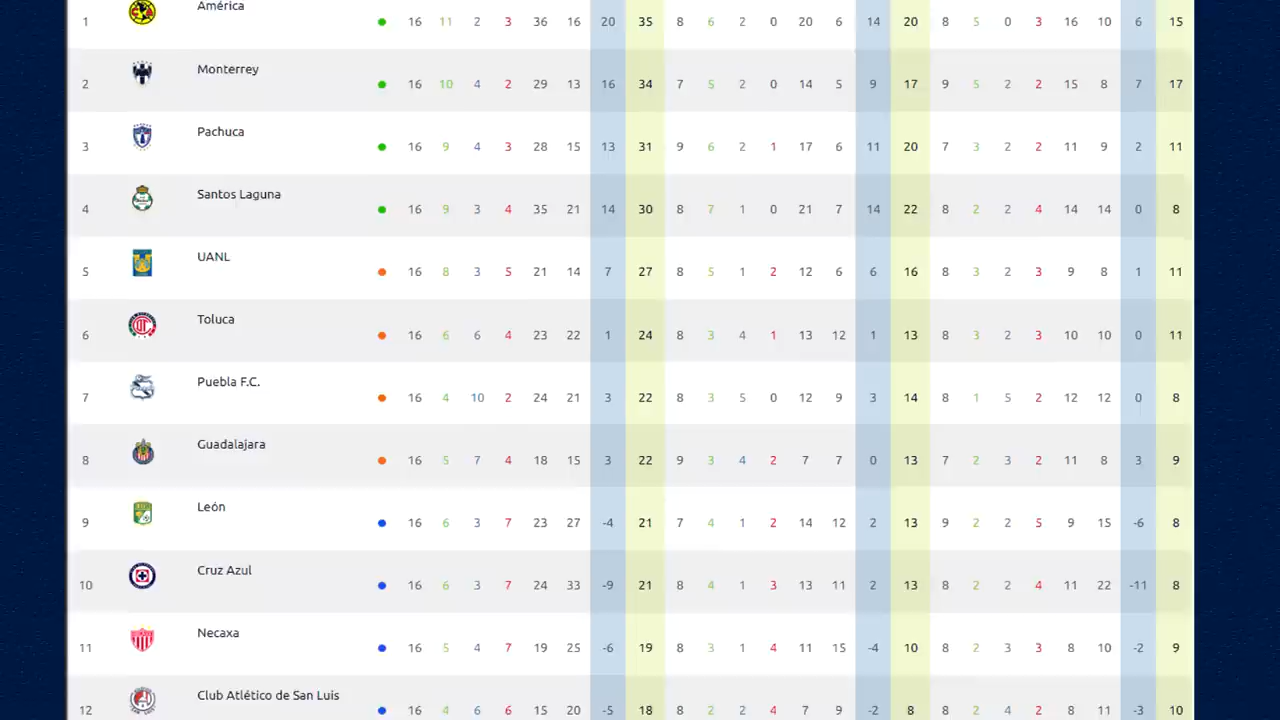 1 América 16 11 2 3 36 16 20 35 8 6 2 0 20 6 14 20 8 5 0 3 16 10 6 15
2 Monterrey 16 10 4 2 29 13 16 34 7 5 2 0 14 5 9 17 9 5 2 2 15 8 7 17
3 Pachuca 16 9 4 3 28 15 13 31 9 6 2 1 17 6 11 20 7 3 2 2 11 9 2 11
4 Santos Laguna 16 9 3 4 35 21 14 30 8 7 1 0 21 7 14 22 8 2 2 4 14 14 0 8
5 UANL 16 8 3 5 21 14 7 27 8 5 1 2 12 6 6 16 8 3 2 3 9 8 1 11
6 Toluca 16 6 6 4 23 22 1 24 8 3 4 1 13 12 1 13 8 3 2 3 10 10 0 11
7 Puebla F.C. 16 4 10 2 24 21 3 22 8 3 5 0 12 9 3 14 8 1 5 2 12 12 0 8
8 Guadalajara 16 5 7 4 18 15 3 22 9 3 4 2 7 7 0 13 7 2 3 2 11 8 3 9
9 León 16 6 3 7 23 27 -4 21 7 4 1 2 14 12 2 13 9 2 2 5 9 15 -6 8
10 Cruz Azul 16 6 3 7 24 33 -9 21 8 4 1 3 13 11 2 13 8 2 2 4 11 22 -11 8
11 Necaxa 16 5 4 7 19 25 -6 19 8 3 1 4 11 15 -4 10 8 2 3 3 8 10 -2 9
12 Club Atlético de San Luis 16 4 6 6 15 20 -5 18 8 2 2 4 7 9 -2 8 8 2 4 2 8 11 -3 10